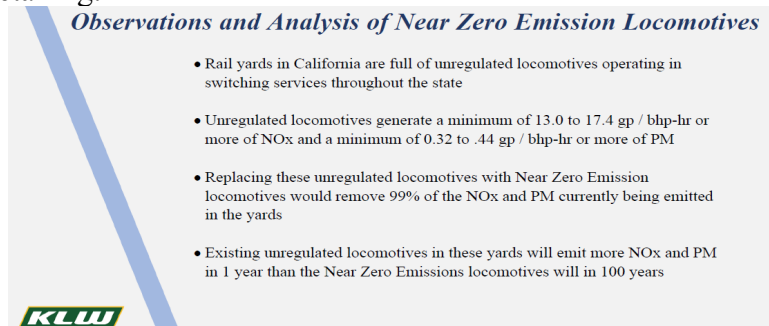 Observations and Analysis of Near Zero Emission Locomotives
• Rail yards in California are full of unregulated locomotives operating in
switching services throughout the state
• Unregulated locomotives generate a minimum of 13.0 to 17.4 gp / bhp-hr or
more of NOx and a minimum of 0.32 to .44 gp / bhp-hr or more of PM
• Replacing these unregulated locomotives with Near Zero Emission
locomotives would remove 99% of the NOx and PM currently being emitted
in the yards
• Existing unregulated locomotives in these yards will emit more NOx and PM
in 1 year than the Near Zero Emissions locomotives will in 100 years
KLW